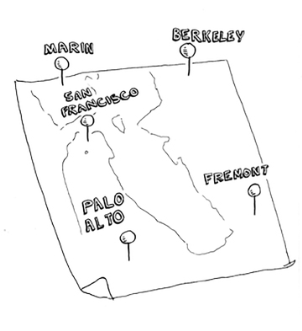 MARIN
BERKELEY
SAN
FRANCISCO
PALO
ALTO
FREMONT